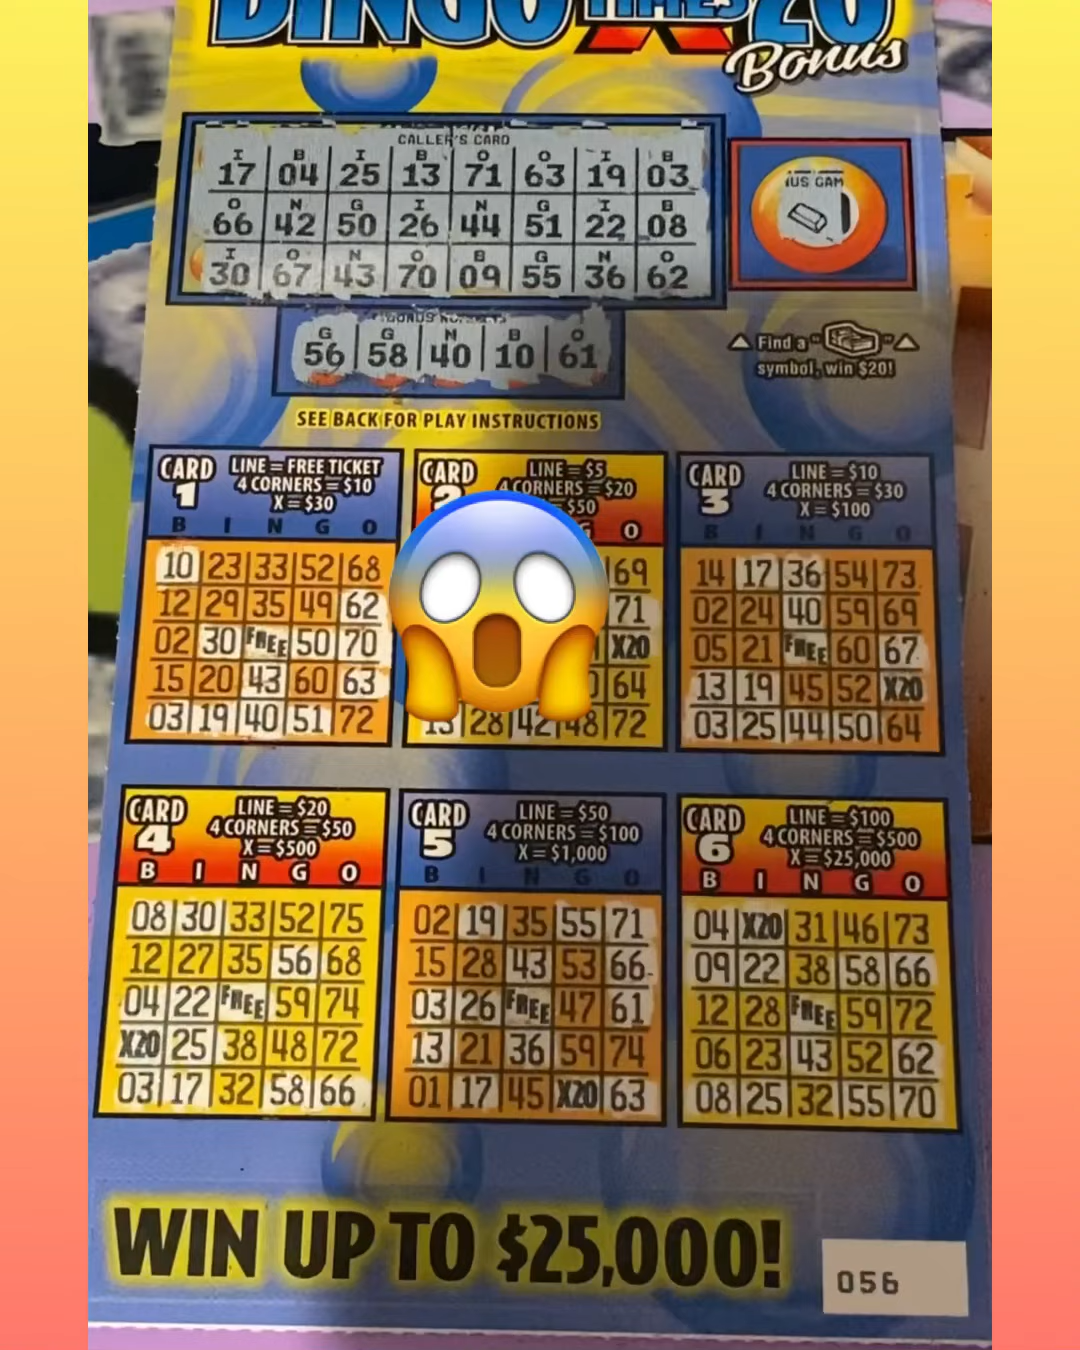 BINGO TIMES X20
Bonus
CALLER'S CARD
I B I B O O I B
17 04 25 13 71 63 19 03
O N G I N G I B
66 42 50 26 44 51 22 08
I O N O B G N O
30 67 43 70 09 55 36 62
US GAM
BONUS NUMBERS
G G N B O
56 58 40 10 61
Find a " "
symbol, win $20!
SEE BACK FOR PLAY INSTRUCTIONS
CARD 1
LINE = FREE TICKET
4 CORNERS = $10
X = $30
B I N G O
10 23 33 52 68
12 29 35 49 62
02 30 FREE 50 70
15 20 43 60 63
03 19 40 51 72
CARD
LINE = $5
4 CORNERS = $20
= $50
G O
69
71
X20
64
13 28 42 48 72
CARD 3
LINE = $10
4 CORNERS = $30
X = $100
B I N G O
14 17 36 54 73
02 24 40 59 69
05 21 FREE 60 67
13 19 45 52 X20
03 25 44 50 64
CARD 4
LINE = $20
4 CORNERS = $50
X = $500
B I N G O
08 30 33 52 75
12 27 35 56 68
04 22 FREE 59 74
X20 25 38 48 72
03 17 32 58 66
CARD 5
LINE = $50
4 CORNERS = $100
X = $1,000
B I N G O
02 19 35 55 71
15 28 43 53 66
03 26 FREE 47 61
13 21 36 59 74
01 17 45 X20 63
CARD 6
LINE = $100
4 CORNERS = $500
X = $25,000
B I N G O
04 X20 31 46 73
09 22 38 58 66
12 28 FREE 59 72
06 23 43 52 62
08 25 32 55 70
WIN UP TO $25,000!
056